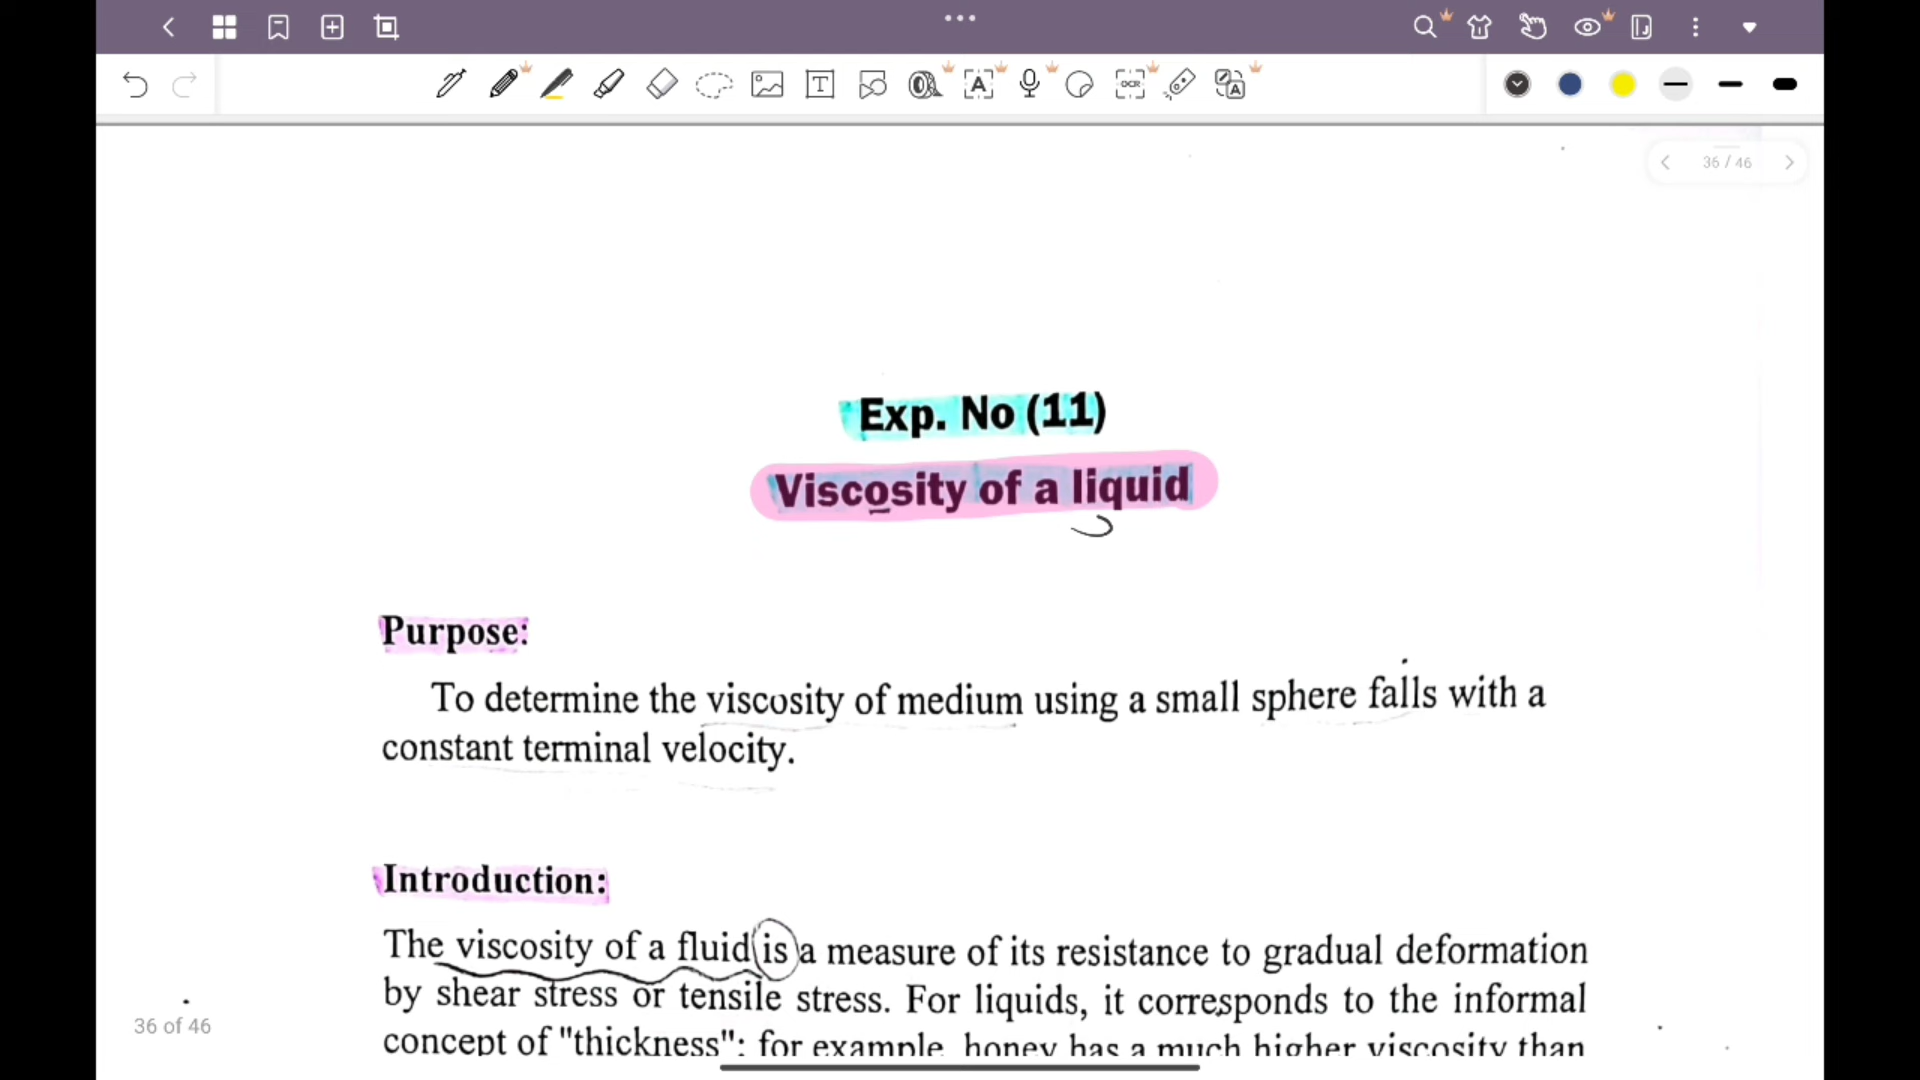 36 / 46
Exp. No (11)
Viscosity of a liquid
Purpose:
To determine the viscosity of medium using a small sphere falls with a
constant terminal velocity.
Introduction:
The viscosity of a fluid is a measure of its resistance to gradual deformation
by shear stress or tensile stress. For liquids, it corresponds to the informal
36 of 46
concept of "thickness"; for example, honey has a much higher viscosity than